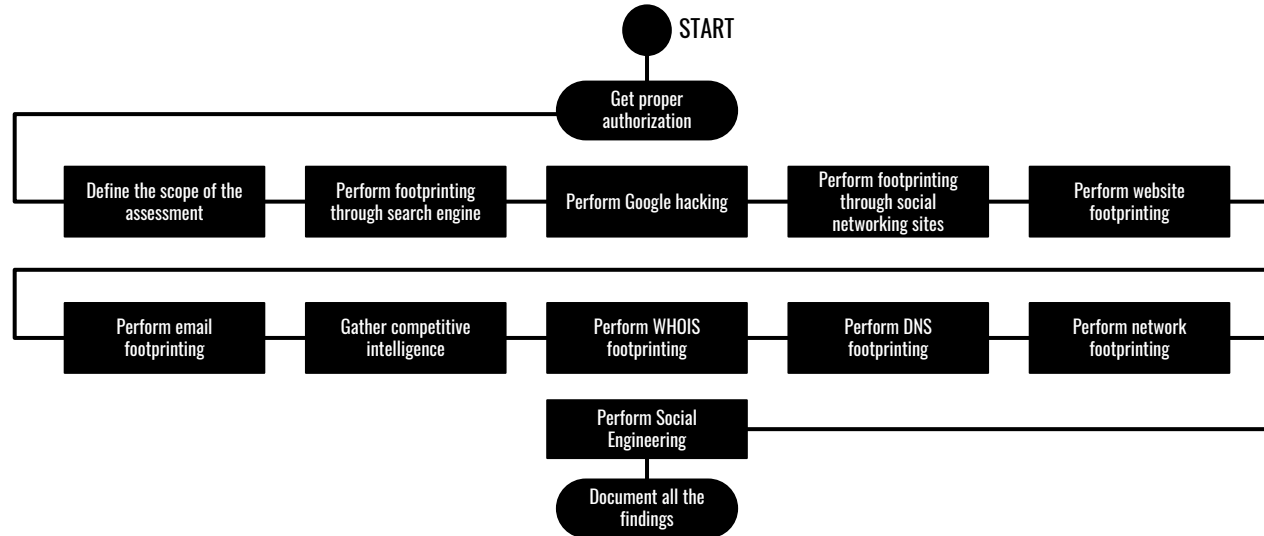 START
Get proper
authorization
Define the scope of the
assessment
Perform footprinting
through search engine
Perform Google hacking
Perform footprinting
through social
networking sites
Perform website
footprinting
Perform email
footprinting
Gather competitive
intelligence
Perform WHOIS
footprinting
Perform DNS
footprinting
Perform network
footprinting
Perform Social
Engineering
Document all the
findings